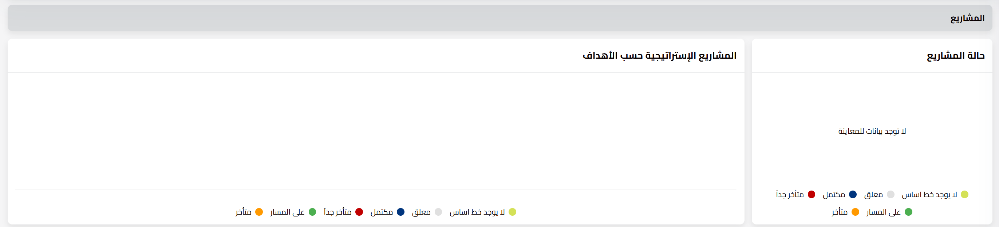 المشاريع
حالة المشاريع
لا توجد بيانات للمعاينة
لا يوجد خط اساس معلق مكتمل متأخر جداً
على المسار متأخر
المشاريع الإستراتيجية حسب الأهداف
لا يوجد خط اساس معلق مكتمل متأخر جداً على المسار متأخر